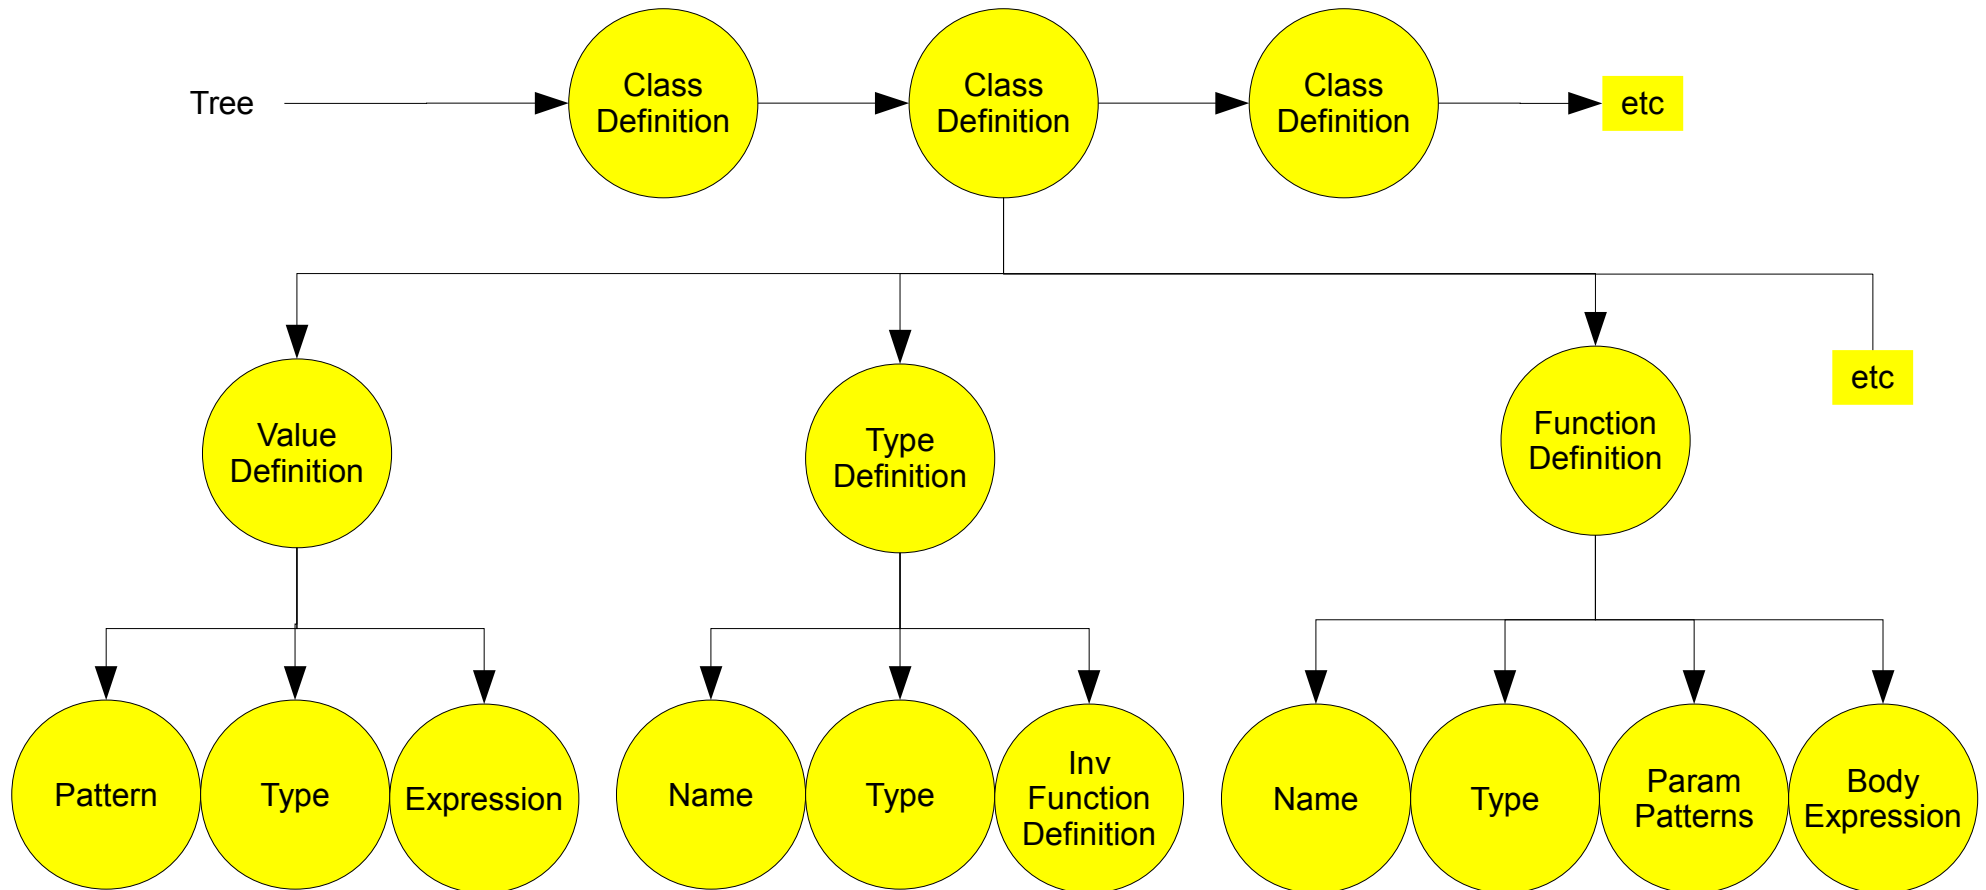 Tree
Class
Definition
Class
Definition
Class
Definition
etc
Value
Definition
Type
Definition
Function
Definition
etc
Pattern
Type
Expression
Name
Type
Inv
Function
Definition
Name
Type
Param
Patterns
Body
Expression